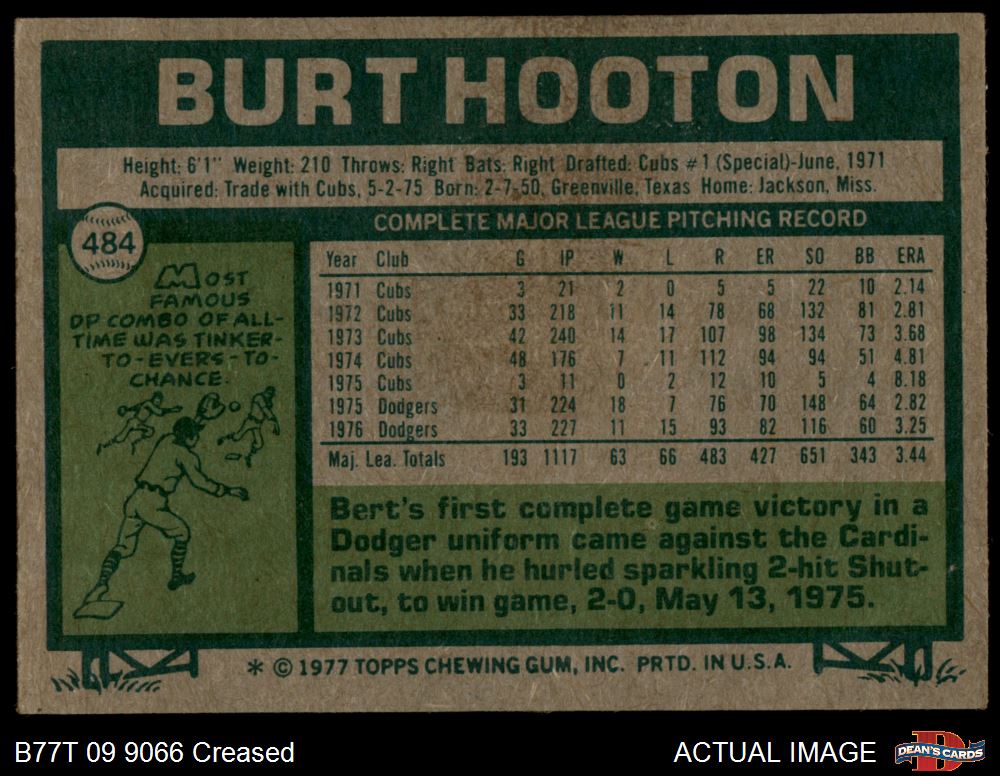 BURT HOOTON
Height: 6'1" Weight: 210 Throws: Right Bats: Right Drafted: Cubs #1 (Special)-June, 1971
Acquired: Trade with Cubs, 5-2-75 Born: 2-7-50, Greenville, Texas Home: Jackson, Miss.
484
MOST
FAMOUS
DP COMBO OF ALL-
TIME WAS TINKER-
TO-EVERS-TO-
CHANCE.
COMPLETE MAJOR LEAGUE PITCHING RECORD
Year Club G IP W L R ER SO BB ERA
1971 Cubs 3 21 2 0 5 5 22 10 2.14
1972 Cubs 33 218 11 14 78 68 132 81 2.81
1973 Cubs 42 240 14 17 107 98 134 73 3.68
1974 Cubs 48 176 7 11 112 94 94 51 4.81
1975 Cubs 3 11 0 2 12 10 5 4 8.18
1975 Dodgers 31 224 18 7 76 70 148 64 2.82
1976 Dodgers 33 227 11 15 93 82 116 60 3.25
Maj. Lea. Totals 193 1117 63 66 483 427 651 343 3.44
Bert's first complete game victory in a
Dodger uniform came against the Cardi-
nals when he hurled sparkling 2-hit Shut-
out, to win game, 2-0, May 13, 1975.
* © 1977 TOPPS CHEWING GUM, INC. PRTD. IN U.S.A.
B77T 09 9066 Creased
ACTUAL IMAGE
D
DEAN'S CARDS